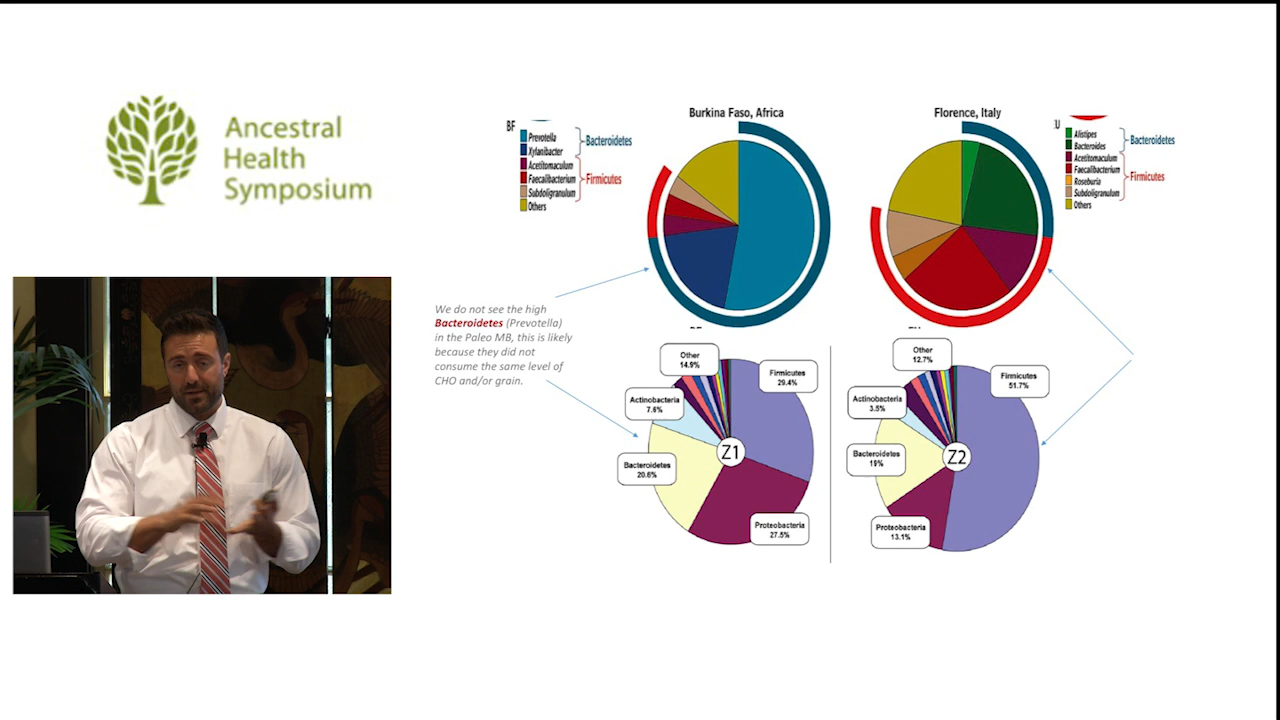 Ancestral
Health
Symposium
Burkina Faso, Africa
BF
Prevotella
Xylanibacter
Acetitomaculum
Faecalibacterium
Subdoligranulum
Others
Bacteroidetes
Firmicutes
Florence, Italy
Alistipes
Bacteroides
Acetitomaculum
Faecalibacterium
Roseburia
Subdoligranulum
Others
Bacteroidetes
Firmicutes
We do not see the high
Bacteroidetes (Prevotella)
in the Paleo MB, this is likely
because they did not
consume the same level of
CHO and/or grain.
Other
14.9%
Firmicutes
29.4%
Actinobacteria
7.6%
Bacteroidetes
20.6%
Z1
Proteobacteria
27.5%
Other
12.7%
Firmicutes
51.7%
Actinobacteria
3.5%
Bacteroidetes
19%
Z2
Proteobacteria
13.1%